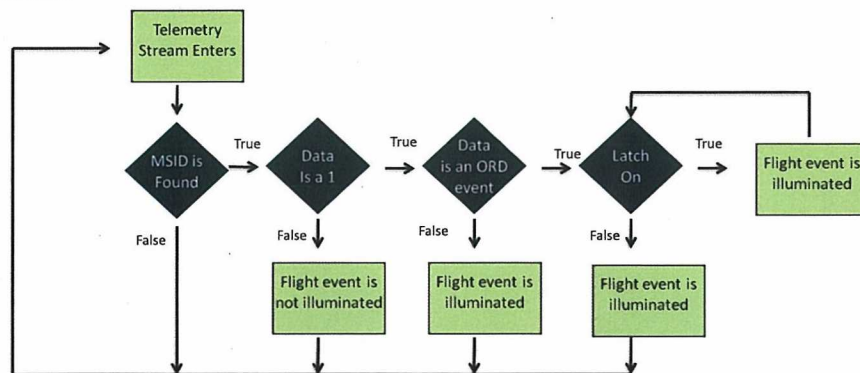 Telemetry
Stream Enters
MSID is
Found
True
Data
Is a 1
True
Data
is an ORD
event
True
Latch
On
True
Flight event is
illuminated
False
False
False
False
Flight event is
not illuminated
Flight event is
illuminated
Flight event is
illuminated